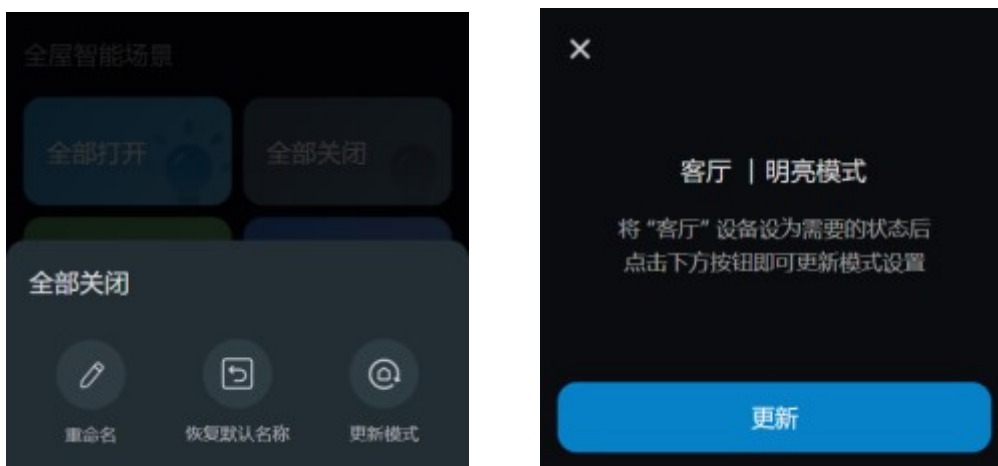 全屋智能场景
全部打开
全部关闭
全部关闭
重命名
恢复默认名称
更新模式
客厅 ｜明亮模式
将 “客厅” 设备设为需要的状态后
点击下方按钮即可更新模式设置
更新